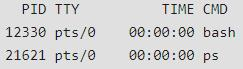 PID TTY TIME CMD
12330 pts/0 00:00:00 bash
21621 pts/0 00:00:00 ps